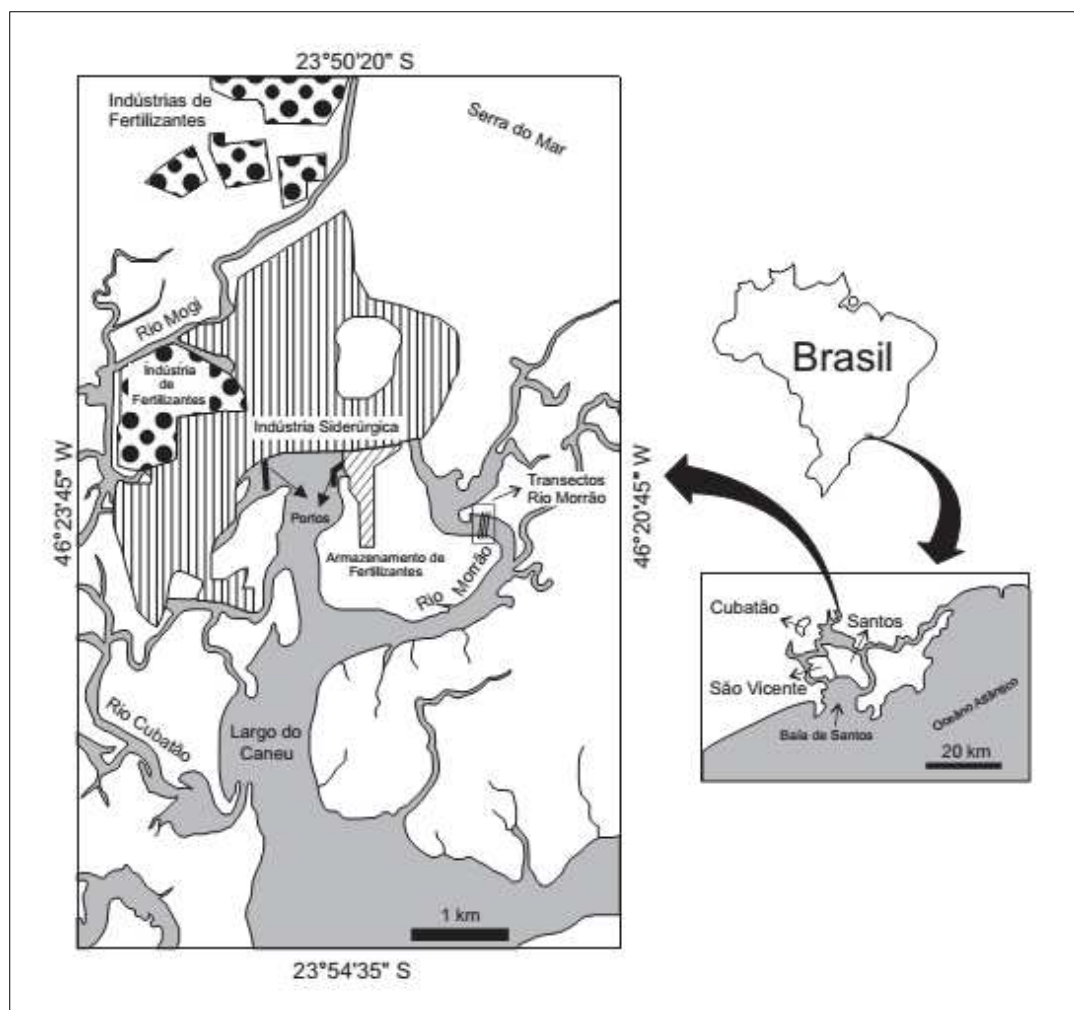 23°50'20" S
Indústrias de
Fertilizantes
Serra do Mar
Rio Mogi
Indústria
de
Fertilizantes
Indústria Siderúrgica
46°23'45" W
46°20'45" W
Transectos
Rio Morrão
Portos
Armazenamento de
Fertilizantes
Rio Morrão
Rio Cubatão
Largo do
Caneu
1 km
23°54'35" S
Brasil
Cubatão
Santos
São Vicente
Baía de Santos
Oceâno Atlântico
20 km